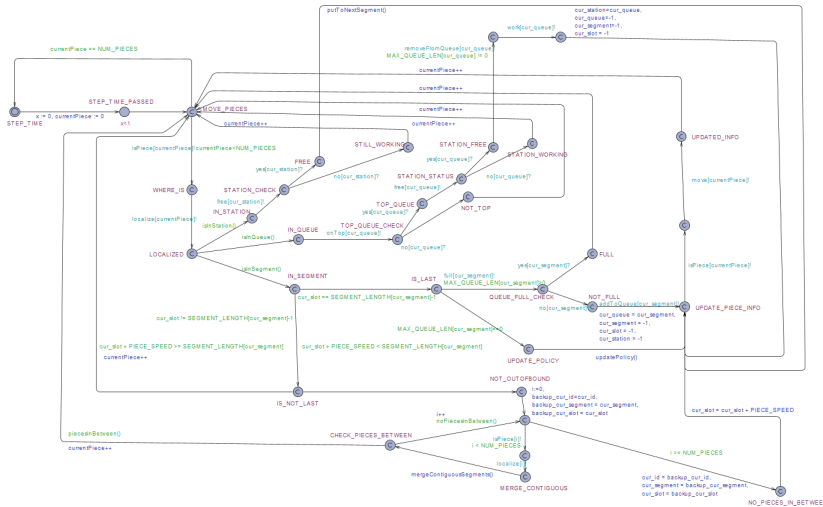 putToNextSegment()
work[cur_queue]!
cur_station=cur_queue,
cur_queue=-1,
cur_segment=-1,
cur_slot = -1
currentPiece == NUM_PIECES
removeFromQueue[cur_queue]
MAX_QUEUE_LEN[cur_queue] != 0
currentPiece++
STEP_TIME_PASSED
currentPiece++
MOVE_PIECES
x := 0, currentPiece := 0
STEP_TIME
x=1
currentPiece++
currentPiece++
UPDATED_INFO
isPiece[currentPiece]!currentPiece<NUM_PIECES
STILL_WORKING
STATION_FREE
STATION_WORKING
FREE
yes[cur_station]?
yes[cur_queue]?
no[cur_station]?
STATION_STATUS
no[cur_queue]?
move[currentPiece]!
WHERE_IS
STATION_CHECK
free[cur_queue]!
free[cur_station]!
TOP_QUEUE
NOT_TOP
IN_STATION
yes[cur_queue]?
localize[currentPiece]!
isInStation()
IN_QUEUE
TOP_QUEUE_CHECK
onTop[cur_queue]!
isInQueue()
no[cur_queue]?
LOCALIZED
FULL
isInSegment()
yes[cur_segment]?
isPiece[currentPiece]!
IN_SEGMENT
IS_LAST
full[cur_segment]!
MAX_QUEUE_LEN[cur_segment]>0
cur_slot == SEGMENT_LENGTH[cur_segment]-1
QUEUE_FULL_CHECK
NOT_FULL
no[cur_segment]?
addToQueue[cur_segment]!
UPDATE_PIECE_INFO
cur_queue = cur_segment,
cur_segment = -1,
cur_slot = -1,
cur_station = -1
cur_slot != SEGMENT_LENGTH[cur_segment]-1
MAX_QUEUE_LEN[cur_segment]==0
cur_slot + PIECE_SPEED >= SEGMENT_LENGTH[cur_segment]
cur_slot + PIECE_SPEED < SEGMENT_LENGTH[cur_segment]
currentPiece++
UPDATE_POLICY
updatePolicy()
NOT_OUTOFBOUND
i:=0,
backup_cur_id=cur_id,
backup_cur_segment = cur_segment,
backup_cur_slot = cur_slot
IS_NOT_LAST
cur_slot = cur_slot + PIECE_SPEED
i++
noPiecesInBetween()
piecesInBetween()
CHECK_PIECES_BETWEEN
isPiece[i]!
i < NUM_PIECES
currentPiece++
i >= NUM_PIECES
localize[i]!
mergeContiguousSegments()
MERGE_CONTIGUOUS
cur_id = backup_cur_id,
cur_segment = backup_cur_segment,
cur_slot = backup_cur_slot
NO_PIECES_IN_BETWEE